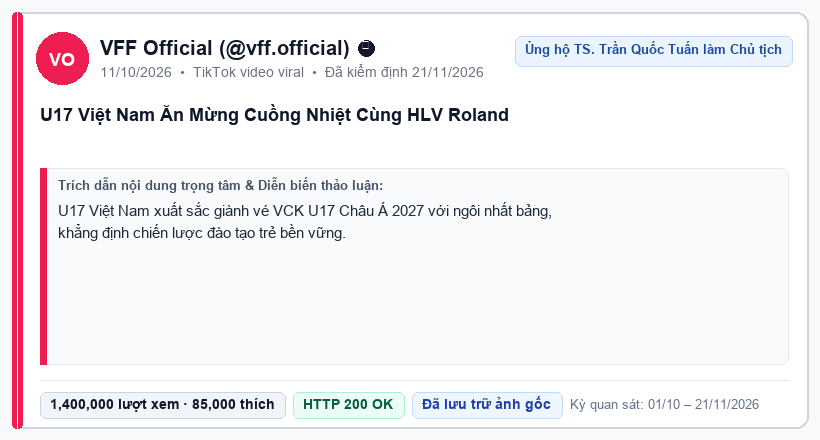 VO
VFF Official (@vff.official)
Ủng hộ TS. Trần Quốc Tuấn làm Chủ tịch
11/10/2026 • TikTok video viral • Đã kiểm định 21/11/2026
U17 Việt Nam Ăn Mừng Cuồng Nhiệt Cùng HLV Roland
Trích dẫn nội dung trọng tâm & Diễn biến thảo luận:
U17 Việt Nam xuất sắc giành vé VCK U17 Châu Á 2027 với ngôi nhất bảng,
khẳng định chiến lược đào tạo trẻ bền vững.
1,400,000 lượt xem · 85,000 thích
HTTP 200 OK
Đã lưu trữ ảnh gốc
Kỳ quan sát: 01/10 – 21/11/2026